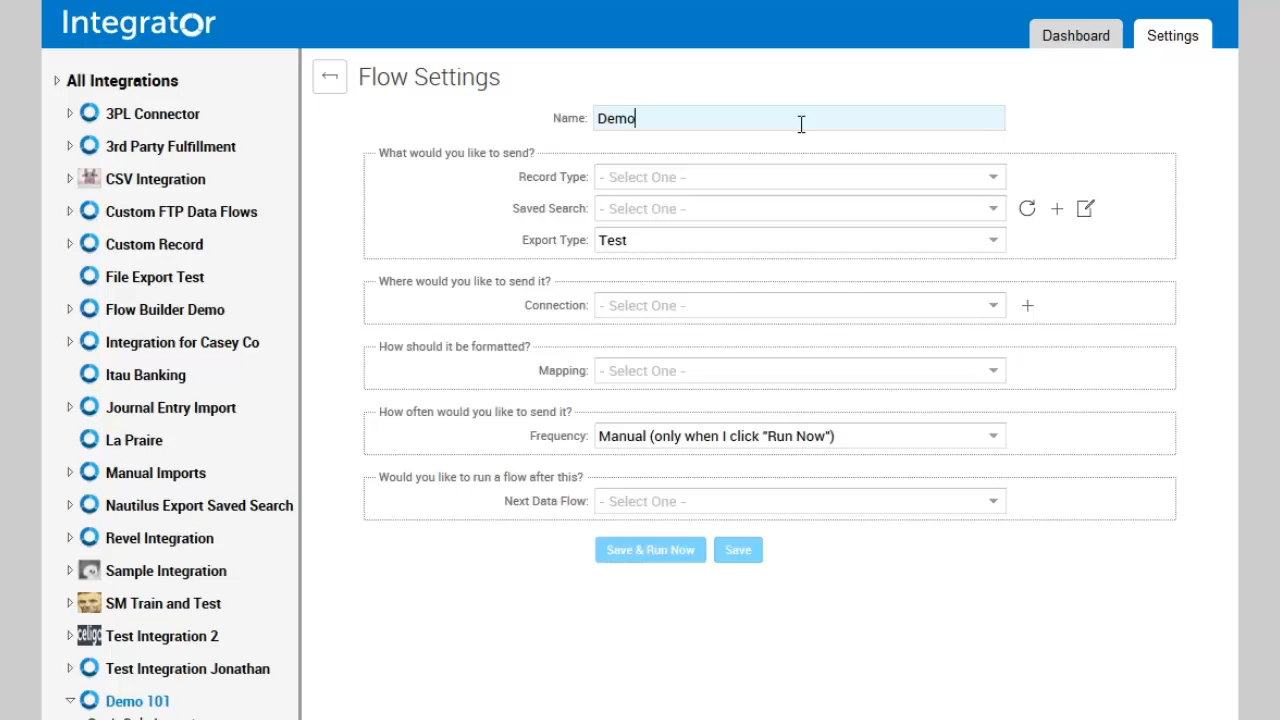 Integrator
Dashboard
Settings
All Integrations
3PL Connector
3rd Party Fulfillment
CSV Integration
Custom FTP Data Flows
Custom Record
File Export Test
Flow Builder Demo
Integration for Casey Co
Itau Banking
Journal Entry Import
La Praire
Manual Imports
Nautilus Export Saved Search
Revel Integration
Sample Integration
SM Train and Test
celigo Test Integration 2
Test Integration Jonathan
Demo 101
Flow Settings
Name: Demo
What would you like to send?
Record Type: - Select One -
Saved Search: - Select One -
Export Type: Test
Where would you like to send it?
Connection: - Select One -
How should it be formatted?
Mapping: - Select One -
How often would you like to send it?
Frequency: Manual (only when I click "Run Now")
Would you like to run a flow after this?
Next Data Flow: - Select One -
Save & Run Now
Save